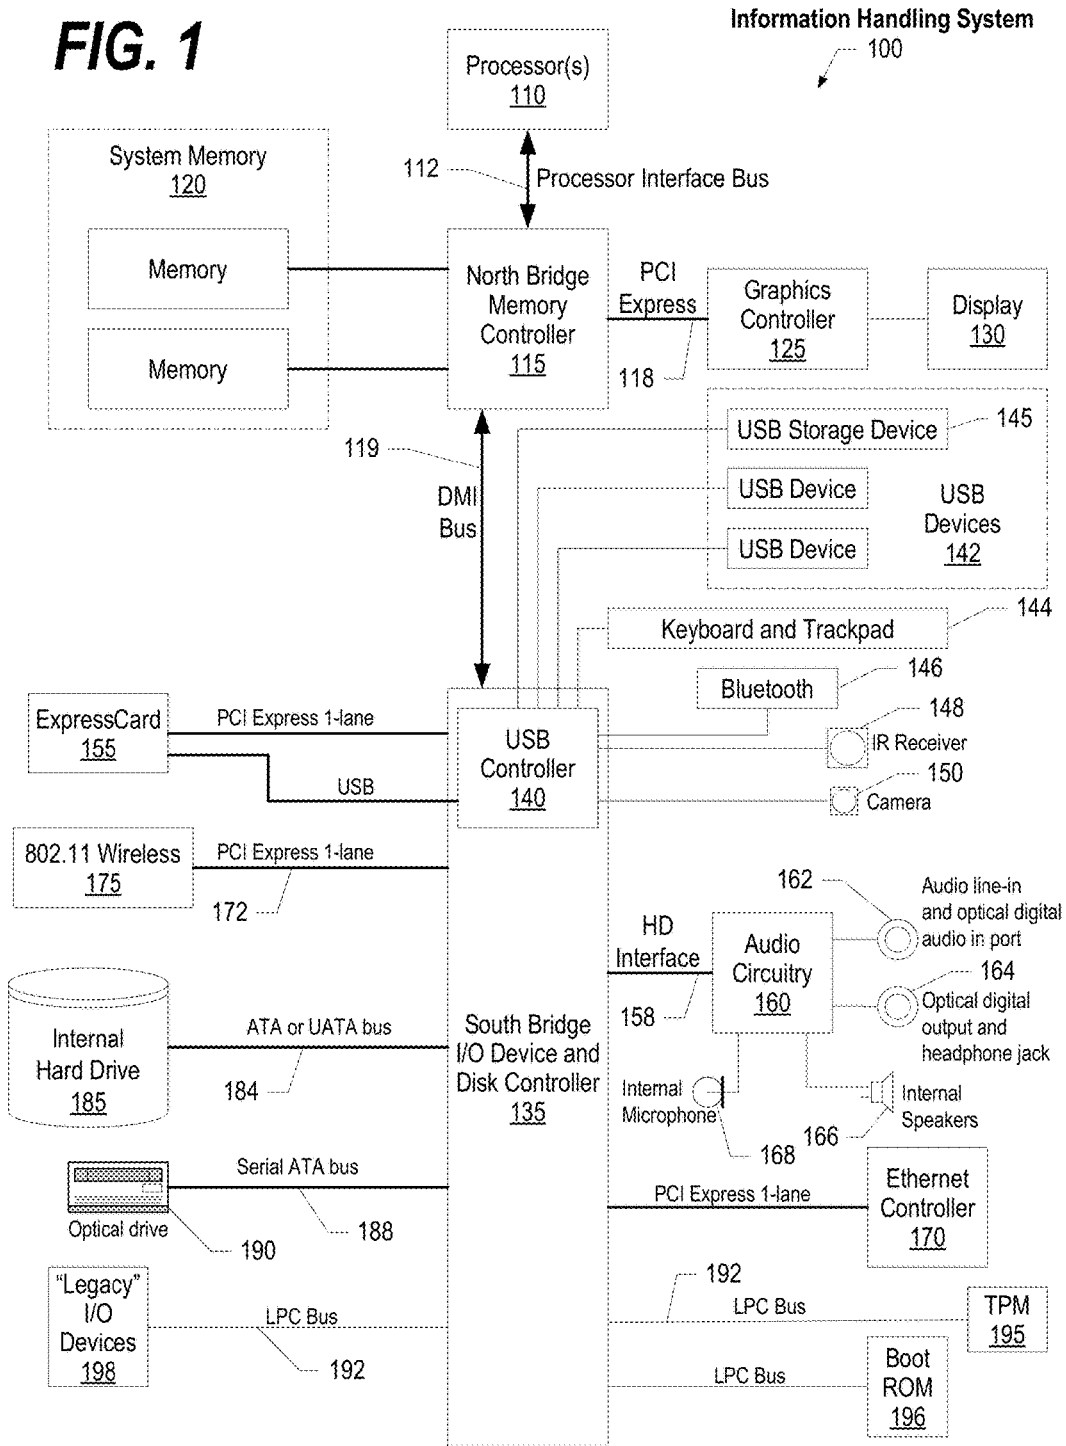 FIG. 1
Information Handling System
100
Processor(s)
110
System Memory
120
112
Processor Interface Bus
Memory
Memory
North Bridge
Memory
Controller
115
PCI
Express
118
Graphics
Controller
125
Display
130
119
DMI
Bus
USB Storage Device
145
USB Device
USB Device
USB
Devices
142
144
Keyboard and Trackpad
146
Bluetooth
148
IR Receiver
150
Camera
ExpressCard
155
PCI Express 1-lane
USB
USB
Controller
140
802.11 Wireless
175
PCI Express 1-lane
172
162
Audio line-in
and optical digital
audio in port
HD
Interface
158
Audio
Circuitry
160
164
Optical digital
output and
headphone jack
Internal
Hard Drive
185
ATA or UATA bus
184
South Bridge
I/O Device and
Disk Controller
135
Internal
Microphone
168
166
Internal
Speakers
Optical drive
190
Serial ATA bus
188
PCI Express 1-lane
Ethernet
Controller
170
“Legacy”
I/O
Devices
198
LPC Bus
192
192
LPC Bus
TPM
195
LPC Bus
Boot
ROM
196